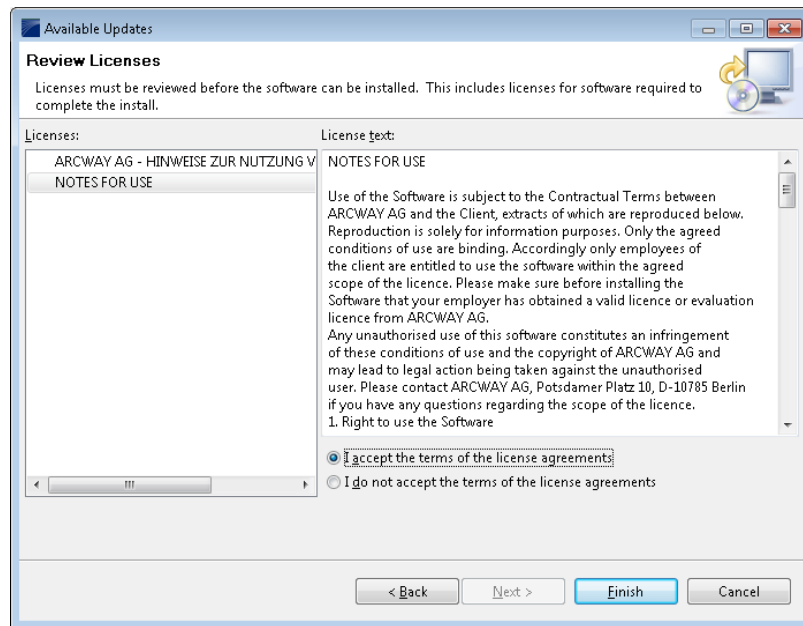 Available Updates
Review Licenses
Licenses must be reviewed before the software can be installed. This includes licenses for software required to
complete the install.
Licenses:
ARCWAY AG - HINWEISE ZUR NUTZUNG V
NOTES FOR USE
License text:
NOTES FOR USE
Use of the Software is subject to the Contractual Terms between
ARCWAY AG and the Client, extracts of which are reproduced below.
Reproduction is solely for information purposes. Only the agreed
conditions of use are binding. Accordingly only employees of
the client are entitled to use the software within the agreed
scope of the licence. Please make sure before installing the
Software that your employer has obtained a valid licence or evaluation
licence from ARCWAY AG.
Any unauthorised use of this software constitutes an infringement
of these conditions of use and the copyright of ARCWAY AG and
may lead to legal action being taken against the unauthorised
user. Please contact ARCWAY AG, Potsdamer Platz 10, D-10785 Berlin
if you have any questions regarding the scope of the licence.
1. Right to use the Software
I accept the terms of the license agreements
I do not accept the terms of the license agreements
< Back
Next >
Finish
Cancel